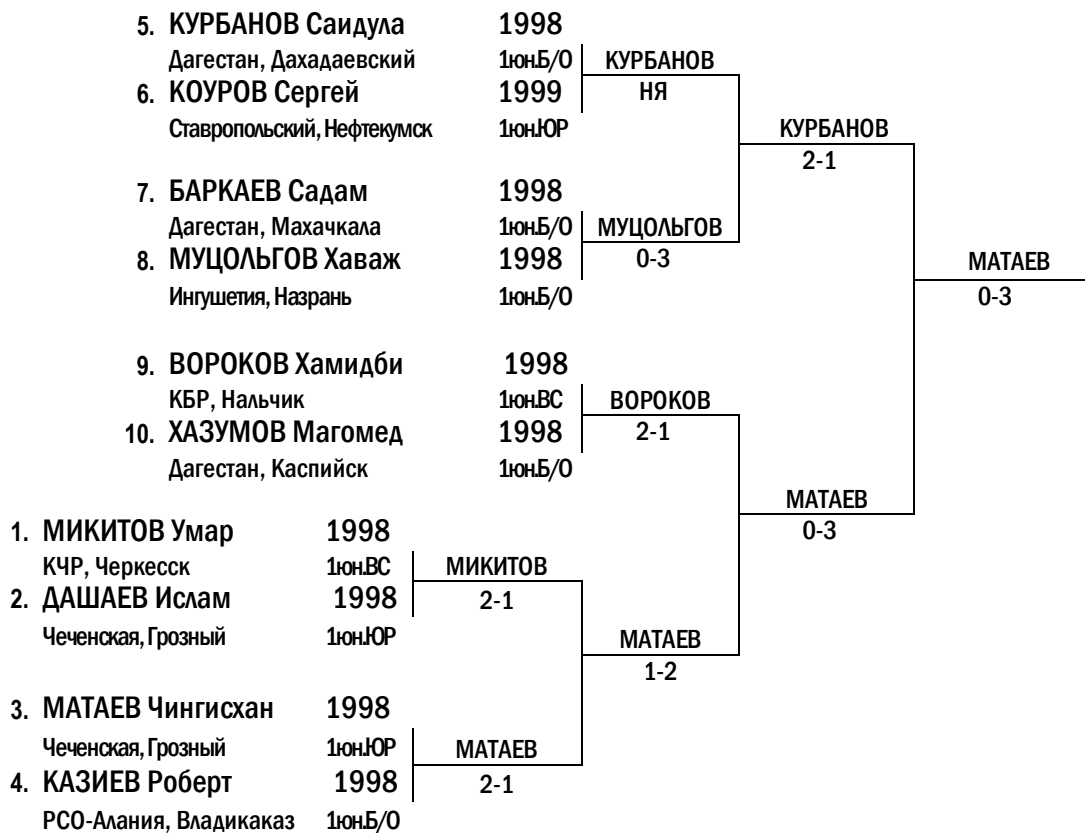 5. КУРБАНОВ Саидула 1998
Дагестан, Дахадаевский 1юн.Б/О КУРБАНОВ
6. КОУРОВ Сергей 1999 НЯ
Ставропольский, Нефтекумск 1юн.ЮР КУРБАНОВ
2-1
7. БАРКАЕВ Садам 1998
Дагестан, Махачкала 1юн.Б/О МУЦОЛЬГОВ
8. МУЦОЛЬГОВ Хаваж 1998 0-3 МАТАЕВ
Ингушетия, Назрань 1юн.Б/О 0-3
9. ВОРОКОВ Хамидби 1998
КБР, Нальчик 1юн.ВС ВОРОКОВ
10. ХАЗУМОВ Магомед 1998 2-1
Дагестан, Каспийск 1юн.Б/О
МАТАЕВ
1. МИКИТОВ Умар 1998 0-3
КЧР, Черкесск 1юн.ВС МИКИТОВ
2. ДАШАЕВ Ислам 1998 2-1
Чеченская, Грозный 1юн.ЮР МАТАЕВ
1-2
3. МАТАЕВ Чингисхан 1998
Чеченская, Грозный 1юн.ЮР МАТАЕВ
4. КАЗИЕВ Роберт 1998 2-1
РСО-Алания, Владикаказ 1юн.Б/О